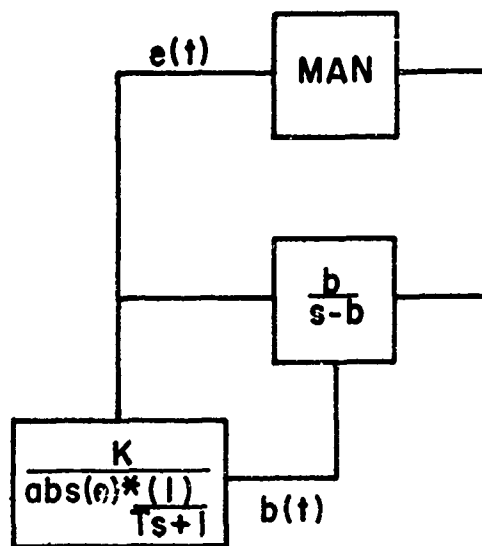 e(t)
MAN
b
s-b
K
abs(e)*(1)
Ts+1
b(t)